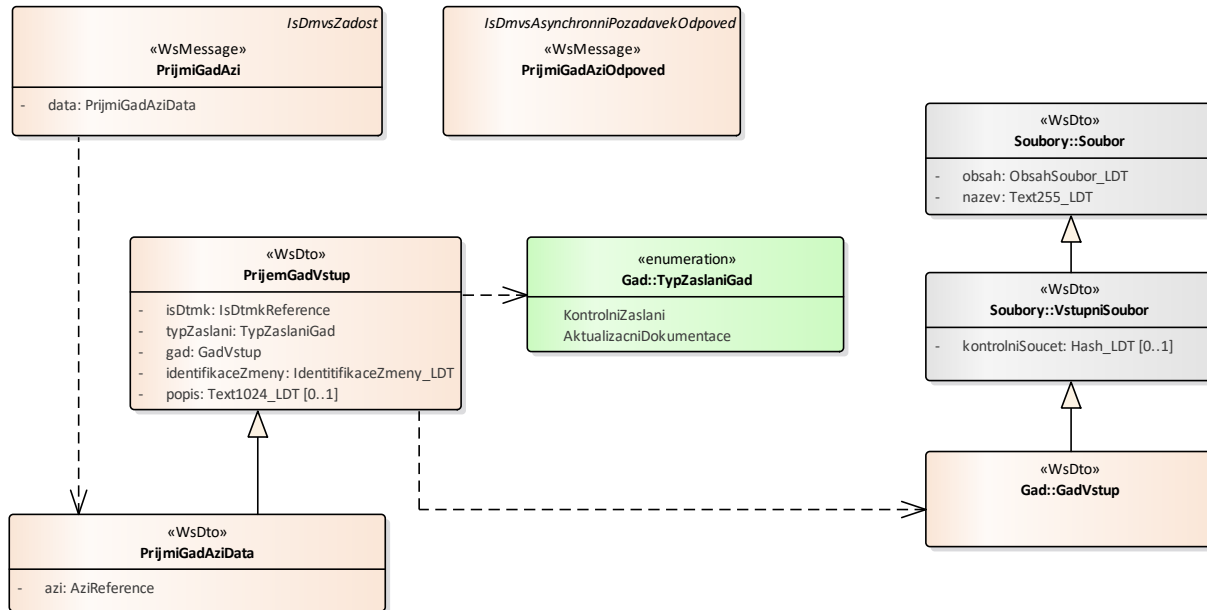 IsDmvsZadost
«WsMessage»
PrijmiGadAzi
- data: PrijmiGadAziData
IsDmvsAsynchronniPozadavekOdpoved
«WsMessage»
PrijmiGadAziOdpoved
«WsDto»
Soubory::Soubor
- obsah: ObsahSoubor_LDT
- nazev: Text255_LDT
«WsDto»
PrijemGadVstup
- isDtmk: IsDtmkReference
- typZaslani: TypZaslaniGad
- gad: GadVstup
- identifikaceZmeny: IdentitifikaceZmeny_LDT
- popis: Text1024_LDT [0..1]
«enumeration»
Gad::TypZaslaniGad
KontrolniZaslani
AktualizacniDokumentace
«WsDto»
Soubory::VstupniSoubor
- kontrolniSoucet: Hash_LDT [0..1]
«WsDto»
Gad::GadVstup
«WsDto»
PrijmiGadAziData
- azi: AziReference